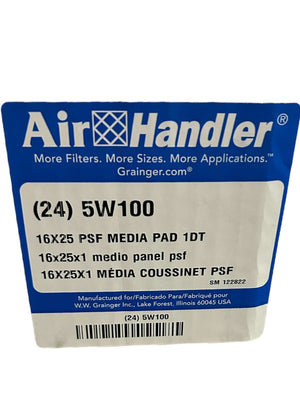 Air Handler®
More Filters. More Sizes. More Applications.™
Grainger.com®
(24) 5W100
16X25 PSF MEDIA PAD 1DT
16x25x1 medio panel psf
16X25X1 MÉDIA COUSSINET PSF
SM 122822
Manufactured for/Fabricado Para/Fabriqué pour
W.W. Grainger Inc., Lake Forest, Illinois 60045 USA
(24) 5W100